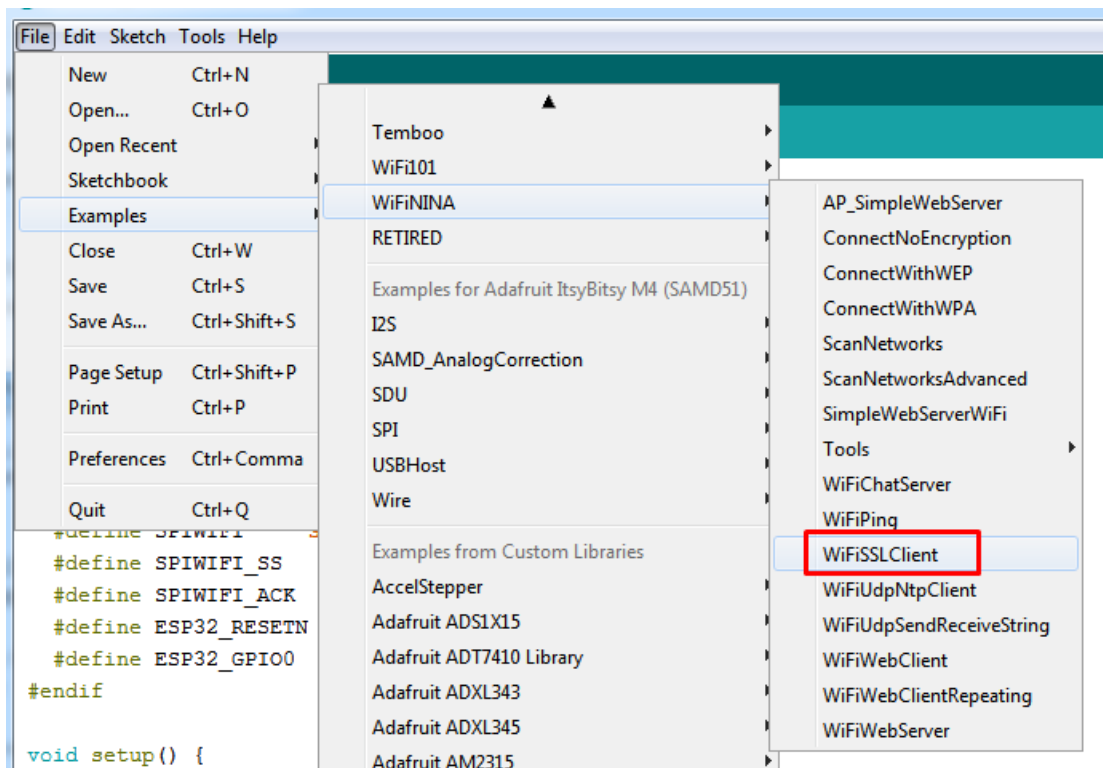 File Edit Sketch Tools Help
New Ctrl+N
Open... Ctrl+O
Open Recent
Sketchbook
Examples
Close Ctrl+W
Save Ctrl+S
Save As... Ctrl+Shift+S
Page Setup Ctrl+Shift+P
Print Ctrl+P
Preferences Ctrl+Comma
Quit Ctrl+Q
Temboo
WiFi101
WiFiNINA
RETIRED
Examples for Adafruit ItsyBitsy M4 (SAMD51)
I2S
SAMD_AnalogCorrection
SDU
SPI
USBHost
Wire
Examples from Custom Libraries
AccelStepper
Adafruit ADS1X15
Adafruit ADT7410 Library
Adafruit ADXL343
Adafruit ADXL345
Adafruit AM2315
AP_SimpleWebServer
ConnectNoEncryption
ConnectWithWEP
ConnectWithWPA
ScanNetworks
ScanNetworksAdvanced
SimpleWebServerWiFi
Tools
WiFiChatServer
WiFiPing
WiFiSSLClient
WiFiUdpNtpClient
WiFiUdpSendReceiveString
WiFiWebClient
WiFiWebClientRepeating
WiFiWebServer
#define SPIWIFI
#define SPIWIFI_SS
#define SPIWIFI_ACK
#define ESP32_RESETN
#define ESP32_GPIO0
#endif
void setup() {